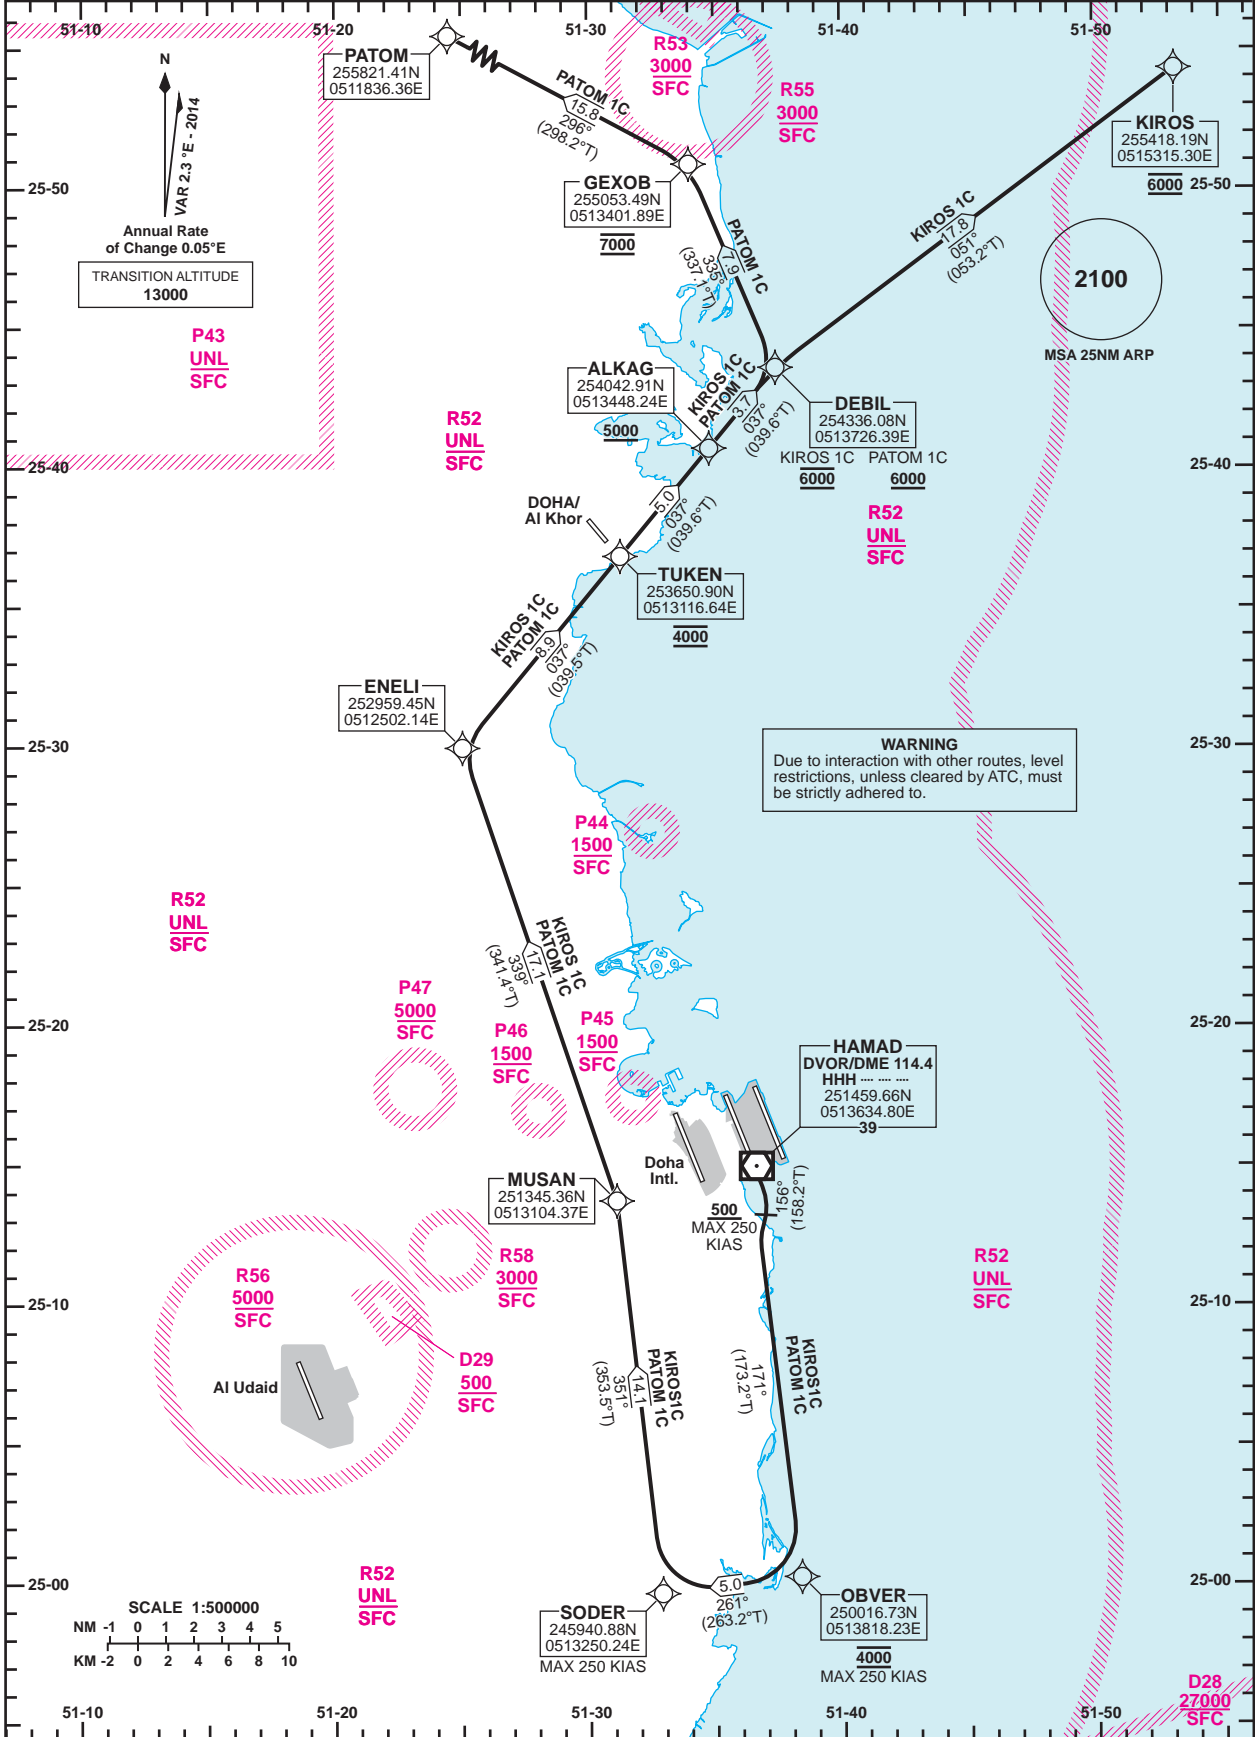 51-10
51-20
51-30
51-40
51-50
PATOM
255821.41N
0511836.36E
N
VAR 2.3 °E - 2014
Annual Rate
of Change 0.05°E
TRANSITION ALTITUDE
13000
PATOM 1C
15.8
296°
(298.2°T)
R53
3000
SFC
R55
3000
SFC
KIROS
255418.19N
0515315.30E
6000
25-50
25-50
GEXOB
255053.49N
0513401.89E
7000
PATOM 1C
7.9
335°
(337.1°T)
KIROS 1C
17.8
051°
(053.2°T)
2100
MSA 25NM ARP
P43
UNL
SFC
ALKAG
254042.91N
0513448.24E
5000
KIROS 1C
PATOM 1C
3.7
037°
(039.6°T)
DEBIL
254336.08N
0513726.39E
KIROS 1C PATOM 1C
6000 6000
R52
UNL
SFC
25-40
25-40
DOHA/
Al Khor
5.0
037°
(039.6°T)
R52
UNL
SFC
TUKEN
253650.90N
0513116.64E
4000
KIROS 1C
PATOM 1C
8.9
037°
(039.5°T)
ENELI
252959.45N
0512502.14E
25-30
25-30
WARNING
Due to interaction with other routes, level
restrictions, unless cleared by ATC, must
be strictly adhered to.
P44
1500
SFC
R52
UNL
SFC
KIROS 1C
PATOM 1C
17.1
339°
(341.4°T)
P47
5000
SFC
P46
1500
SFC
P45
1500
SFC
25-20
25-20
HAMAD
DVOR/DME 114.4
HHH ···· ···· ····
251459.66N
0513634.80E
39
Doha
Intl.
MUSAN
251345.36N
0513104.37E
156°
(158.2°T)
500
MAX 250
KIAS
R56
5000
SFC
R58
3000
SFC
R52
UNL
SFC
25-10
25-10
D29
500
SFC
Al Udaid
KIROS1C
PATOM 1C
14.1
351°
(353.5°T)
KIROS1C
PATOM 1C
171°
(173.2°T)
R52
UNL
SFC
25-00
25-00
5.0
261°
(263.2°T)
SODER
245940.88N
0513250.24E
MAX 250 KIAS
OBVER
250016.73N
0513818.23E
4000
MAX 250 KIAS
SCALE 1:500000
NM -1 0 1 2 3 4 5
KM -2 0 2 4 6 8 10
D28
27000
SFC
51-10
51-20
51-30
51-40
51-50